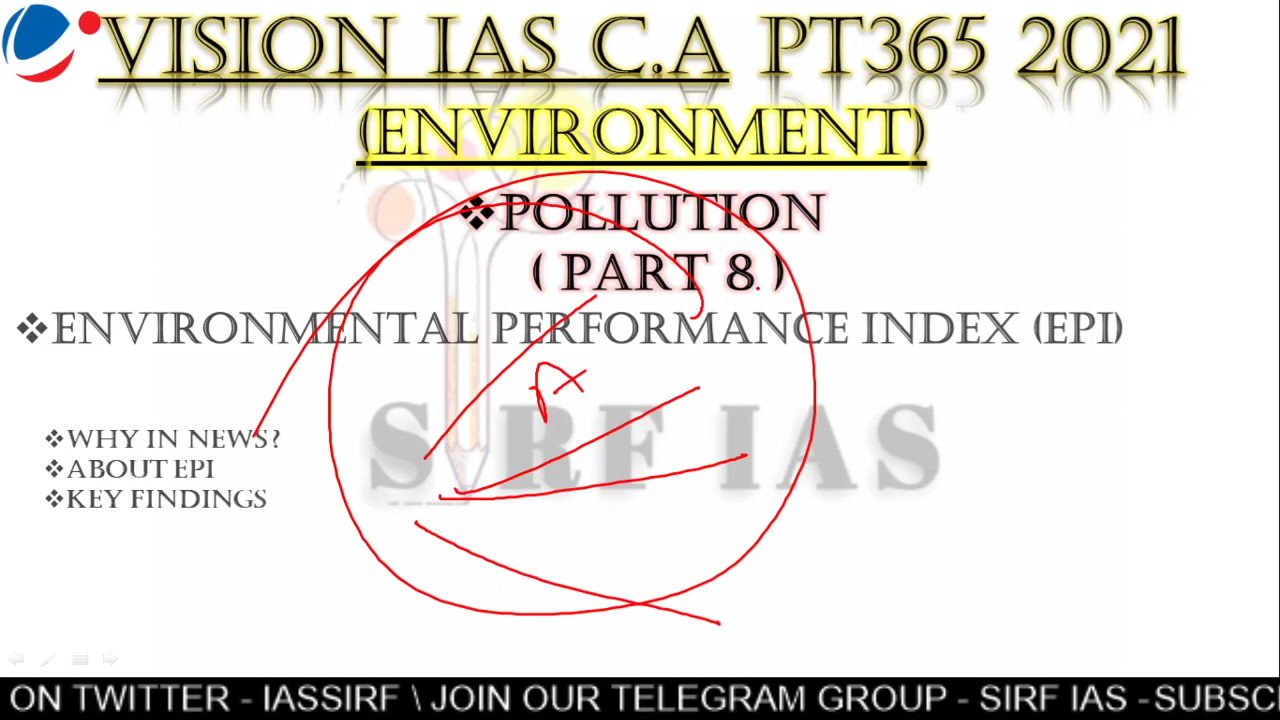 VISION IAS C.A PT365 2021
(ENVIRONMENT)
❖POLLUTION
( PART 8 )
❖ENVIRONMENTAL PERFORMANCE INDEX (EPI)
❖WHY IN NEWS?
❖ABOUT EPI
❖KEY FINDINGS
SIRF IAS
ON TWITTER - IASSIRF \ JOIN OUR TELEGRAM GROUP - SIRF IAS -SUBSC